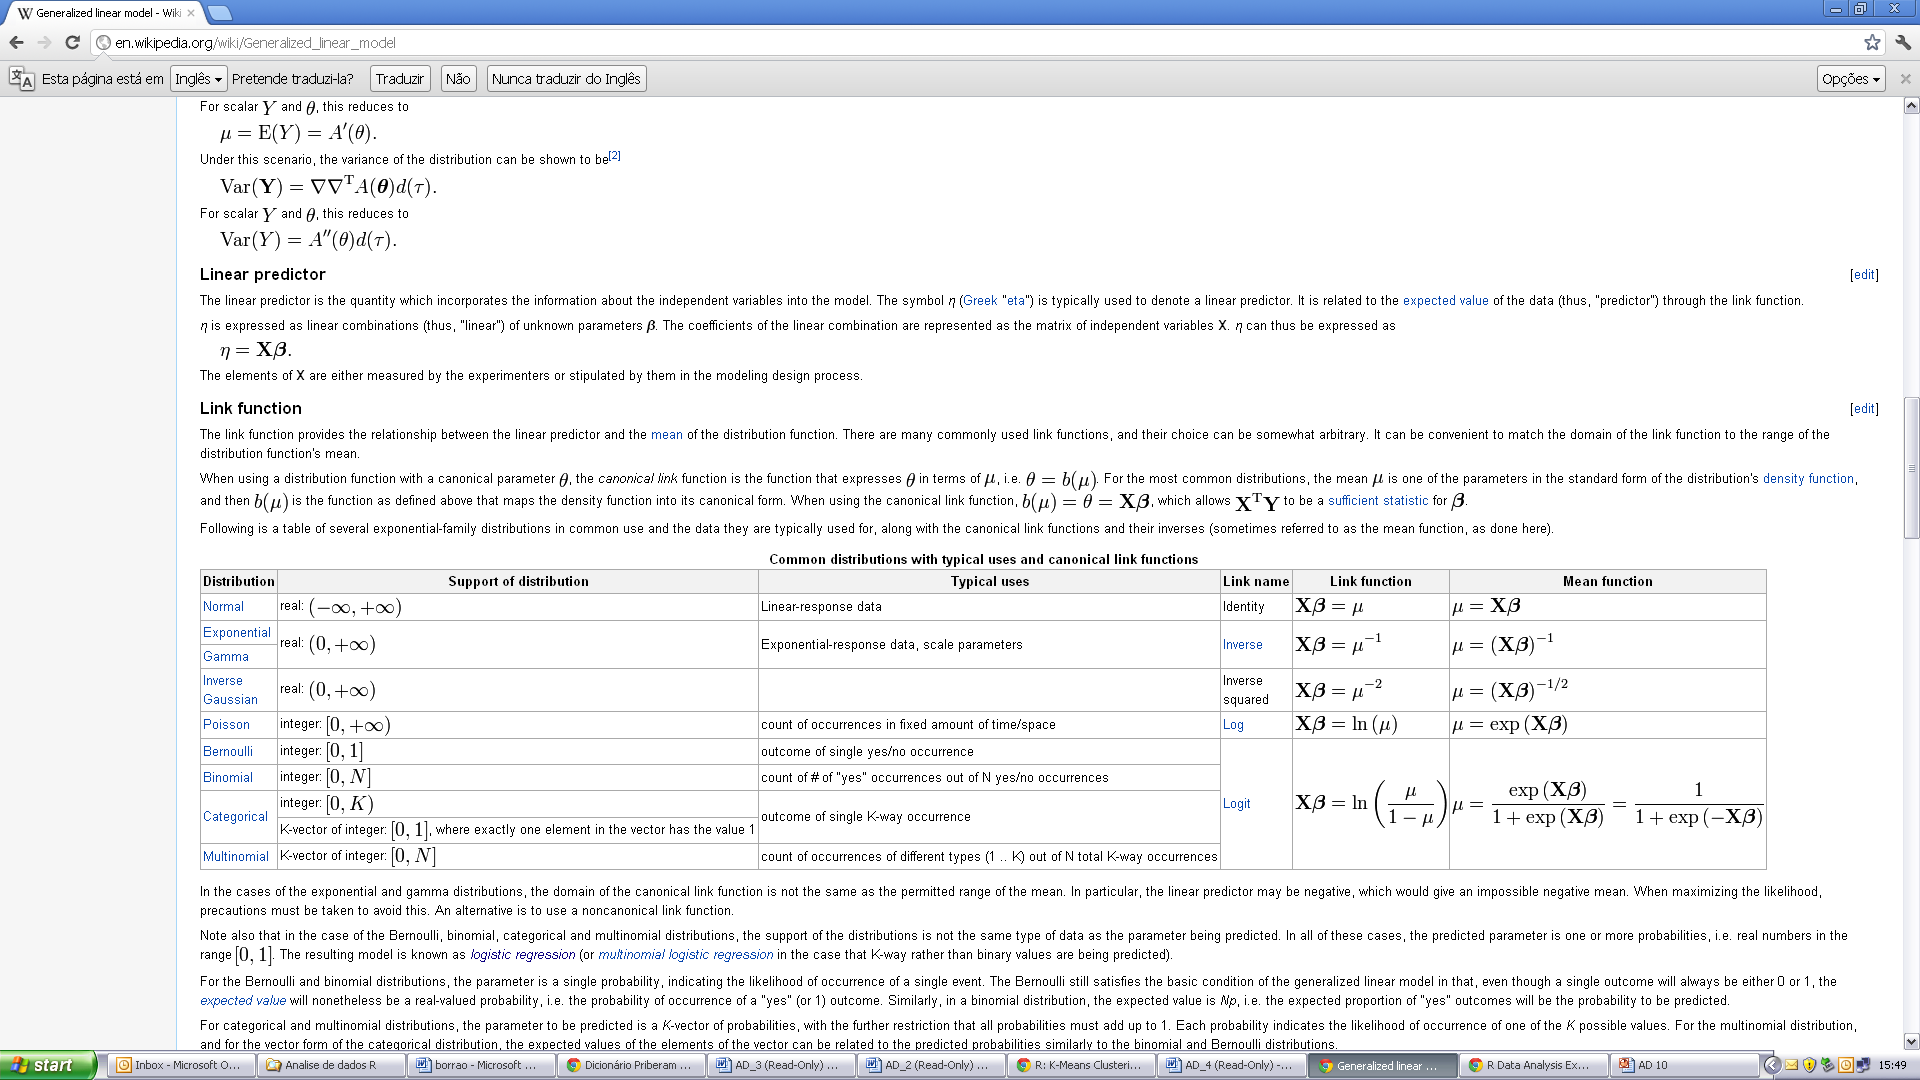 Generalized linear model - Wiki
en.wikipedia.org/wiki/Generalized_linear_model
Esta página está em Inglês Pretende traduzi-la? Traduzir Não Nunca traduzir do Inglês Opções
For scalar Y and θ, this reduces to
μ = E(Y) = A′(θ).
Under this scenario, the variance of the distribution can be shown to be[2]
Var(Y) = ∇∇ᵀA(θ)d(τ).
For scalar Y and θ, this reduces to
Var(Y) = A″(θ)d(τ).
Linear predictor [edit]
The linear predictor is the quantity which incorporates the information about the independent variables into the model. The symbol η (Greek "eta") is typically used to denote a linear predictor. It is related to the expected value of the data (thus, "predictor") through the link function.
η is expressed as linear combinations (thus, "linear") of unknown parameters β. The coefficients of the linear combination are represented as the matrix of independent variables X. η can thus be expressed as
η = Xβ.
The elements of X are either measured by the experimenters or stipulated by them in the modeling design process.
Link function [edit]
The link function provides the relationship between the linear predictor and the mean of the distribution function. There are many commonly used link functions, and their choice can be somewhat arbitrary. It can be convenient to match the domain of the link function to the range of the
distribution function's mean.
When using a distribution function with a canonical parameter θ, the canonical link function is the function that expresses θ in terms of μ, i.e. θ = b(μ). For the most common distributions, the mean μ is one of the parameters in the standard form of the distribution's density function,
and then b(μ) is the function as defined above that maps the density function into its canonical form. When using the canonical link function, b(μ) = θ = Xβ, which allows XᵀY to be a sufficient statistic for β.
Following is a table of several exponential-family distributions in common use and the data they are typically used for, along with the canonical link functions and their inverses (sometimes referred to as the mean function, as done here).
Common distributions with typical uses and canonical link functions
Distribution Support of distribution Typical uses Link name Link function Mean function
Normal real: (−∞, +∞) Linear-response data Identity Xβ = μ μ = Xβ
Exponential
Gamma real: (0, +∞) Exponential-response data, scale parameters Inverse Xβ = μ⁻¹ μ = (Xβ)⁻¹
Inverse
Gaussian real: (0, +∞) Inverse
squared Xβ = μ⁻² μ = (Xβ)^−1/2
Poisson integer: [0, +∞) count of occurrences in fixed amount of time/space Log Xβ = ln (μ) μ = exp (Xβ)
Bernoulli integer: [0, 1] outcome of single yes/no occurrence
Binomial integer: [0, N] count of # of "yes" occurrences out of N yes/no occurrences
Categorical integer: [0, K) outcome of single K-way occurrence Logit Xβ = ln (μ / 1 − μ) μ = exp (Xβ) / 1 + exp (Xβ) = 1 / 1 + exp (−Xβ)
K-vector of integer: [0, 1], where exactly one element in the vector has the value 1
Multinomial K-vector of integer: [0, N] count of occurrences of different types (1 .. K) out of N total K-way occurrences
In the cases of the exponential and gamma distributions, the domain of the canonical link function is not the same as the permitted range of the mean. In particular, the linear predictor may be negative, which would give an impossible negative mean. When maximizing the likelihood,
precautions must be taken to avoid this. An alternative is to use a noncanonical link function.
Note also that in the case of the Bernoulli, binomial, categorical and multinomial distributions, the support of the distributions is not the same type of data as the parameter being predicted. In all of these cases, the predicted parameter is one or more probabilities, i.e. real numbers in the
range [0, 1]. The resulting model is known as logistic regression (or multinomial logistic regression in the case that K-way rather than binary values are being predicted).
For the Bernoulli and binomial distributions, the parameter is a single probability, indicating the likelihood of occurrence of a single event. The Bernoulli still satisfies the basic condition of the generalized linear model in that, even though a single outcome will always be either 0 or 1, the
expected value will nonetheless be a real-valued probability, i.e. the probability of occurrence of a "yes" (or 1) outcome. Similarly, in a binomial distribution, the expected value is Np, i.e. the expected proportion of "yes" outcomes will be the probability to be predicted.
For categorical and multinomial distributions, the parameter to be predicted is a K-vector of probabilities, with the further restriction that all probabilities must add up to 1. Each probability indicates the likelihood of occurrence of one of the K possible values. For the multinomial distribution,
and for the vector form of the categorical distribution, the expected values of the elements of the vector can be related to the predicted probabilities similarly to the binomial and Bernoulli distributions.
start Inbox - Microsoft O... Analise de dados R borrao - Microsoft ... Dicionário Priberam ... AD_3 (Read-Only) ... AD_2 (Read-Only) ... R: K-Means Clusteri... AD_4 (Read-Only) -... Generalized linear ... R Data Analysis Ex... AD 10 15:49